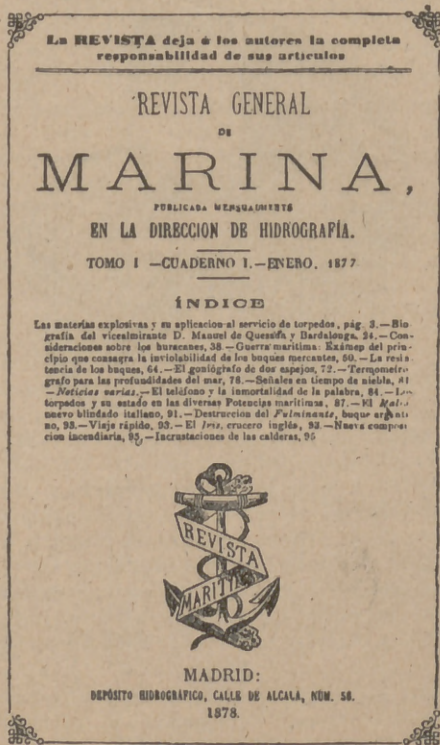 La REVISTA deja á los autores la completa
responsabilidad de sus artículos
REVISTA GENERAL
DE
MARINA,
PUBLICADA MENSUALMENTE
EN LA DIRECCION DE HIDROGRAFÍA.
TOMO I —CUADERNO 1.—ENERO, 1877
ÍNDICE
Las materias explosivas y su aplicacion al servicio de torpedos, pág. 3.—Bio
grafía del vicealmirante D. Manuel de Quesada y Bardalonga, 24.—Con
sideraciones sobre los huracanes, 38.—Guerra marítima: Exámen del prin
cipio que consagra la inviolabilidad de los buques mercantes, 50.—La resis
tencia de los buques, 64.—El goniógrafo de dos espejos, 72.—Termometró
grafo para las profundidades del mar, 78.—Señales en tiempo de niebla, 81
—Noticias varias.—El teléfono y la inmortalidad de la palabra, 84.—Los
torpedos y su estado en las diversas Potencias marítimas, 87.—El
nuevo blindado italiano, 91.—Destruccion del Fulminante, buque argenti
no, 93.—Viaje rápido, 93.—El Iris, crucero inglés, 93.—Nueva composi
cion incendiaria, 95.—Incrustaciones de las calderas, 95
REVISTA
MARITIMA
MADRID:
DEPÓSITO HIDROGRÁFICO, CALLE DE ALCALÁ, NÚM. 56.
1878.